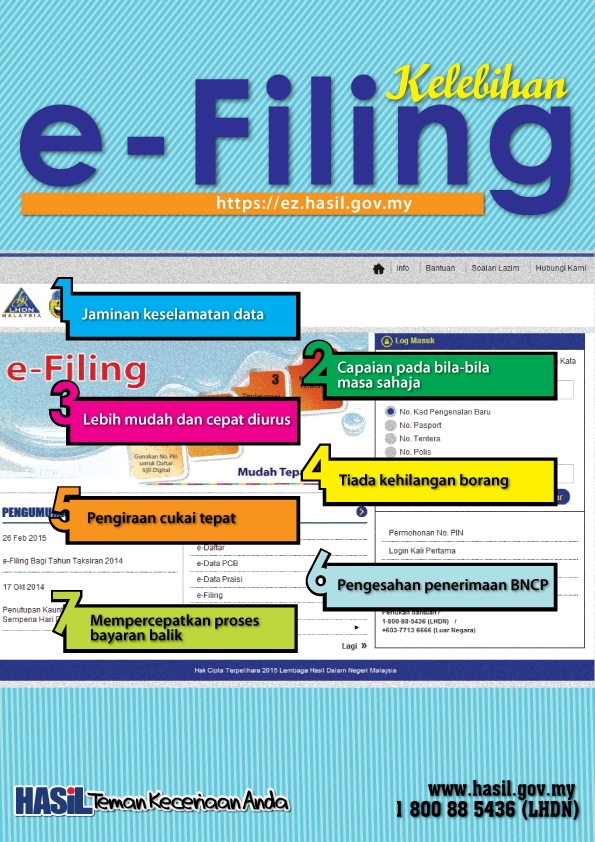 Kelebihan
e-Filing
https://ez.hasil.gov.my
Info
Bantuan
Soalan Lazim
Hubungi Kami
LHDN
MALAYSIA
1
Jaminan keselamatan data
Log Masuk
e-Filing
3
2
Capaian pada bila-bila
masa sahaja
Kata
3
Lebih mudah dan cepat diurus
No. Kad Pengenalan Baru
No. Pasport
No. Tentera
No. Polis
Gunakan No. PIN
untuk Daftar
Sijil Digital
Mudah
4
Tiada kehilangan borang
5
Pengiraan cukai tepat
26 Feb 2015
e-Filing Bagi Tahun Taksiran 2014
17 Okt 2014
e-Daftar
e-Data PCB
e-Data Praisi
e-Filing
Permohonan No. PIN
Login Kali Pertama
6
Pengesahan penerimaan BNCP
7
Mempercepatkan proses
bayaran balik
Penutupan
Sempena Hari
1-800-88-5436 (LHDN) /
+603-7713 6666 (Luar Negara)
Lagi »
Hak Cipta Terpelihara 2015 Lembaga Hasil Dalam Negeri Malaysia
HASiL Teman Keceriaan Anda
www.hasil.gov.my
1 800 88 5436 (LHDN)